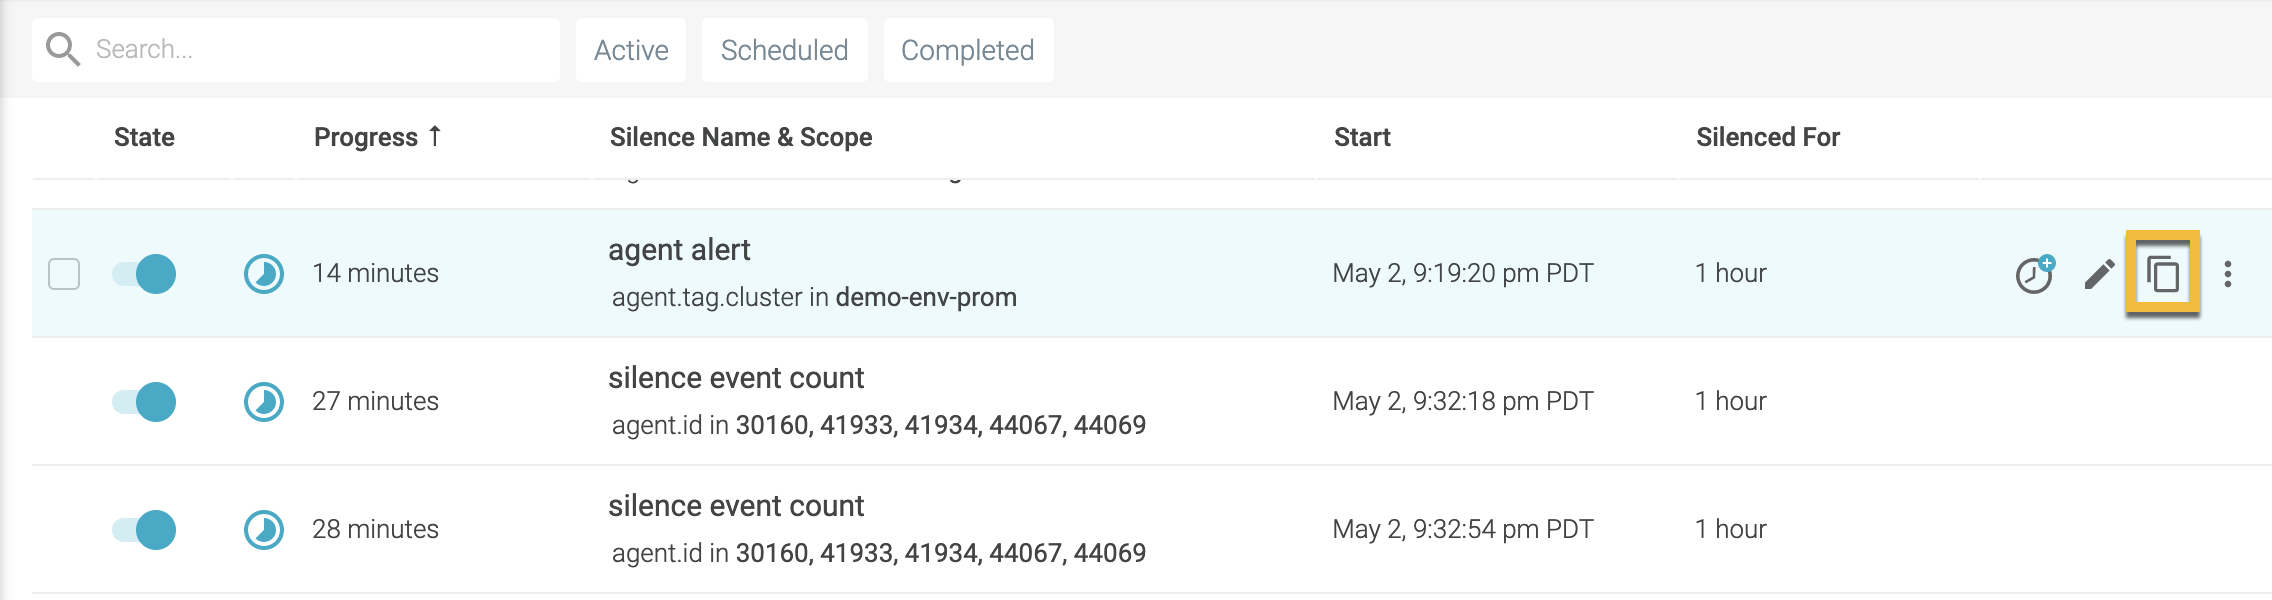 Search...
Active
Scheduled
Completed
State
Progress ↑
Silence Name & Scope
Start
Silenced For
14 minutes
agent alert
agent.tag.cluster in demo-env-prom
May 2, 9:19:20 pm PDT
1 hour
27 minutes
silence event count
agent.id in 30160, 41933, 41934, 44067, 44069
May 2, 9:32:18 pm PDT
1 hour
28 minutes
silence event count
agent.id in 30160, 41933, 41934, 44067, 44069
May 2, 9:32:54 pm PDT
1 hour